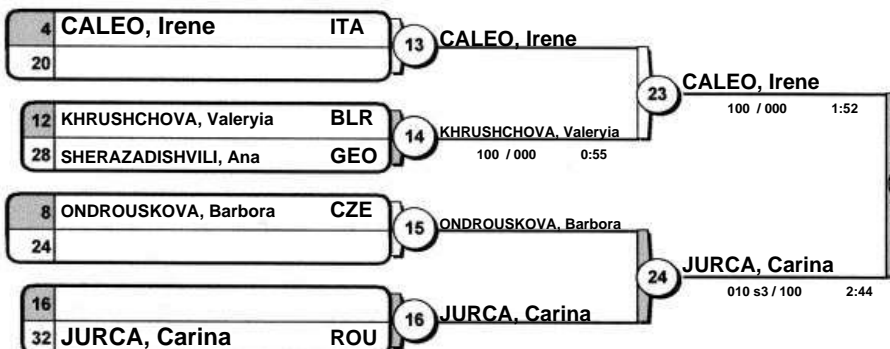 4 CALEO, Irene ITA
20
13 CALEO, Irene
12 KHRUSHCHOVA, Valeryia BLR
28 SHERAZADISHVILI, Ana GEO
14 KHRUSHCHOVA, Valeryia
100 / 000 0:55
23 CALEO, Irene
100 / 000 1:52
8 ONDROUSKOVA, Barbora CZE
24
15 ONDROUSKOVA, Barbora
16
32 JURCA, Carina ROU
16 JURCA, Carina
24 JURCA, Carina
010 s3 / 100 2:44